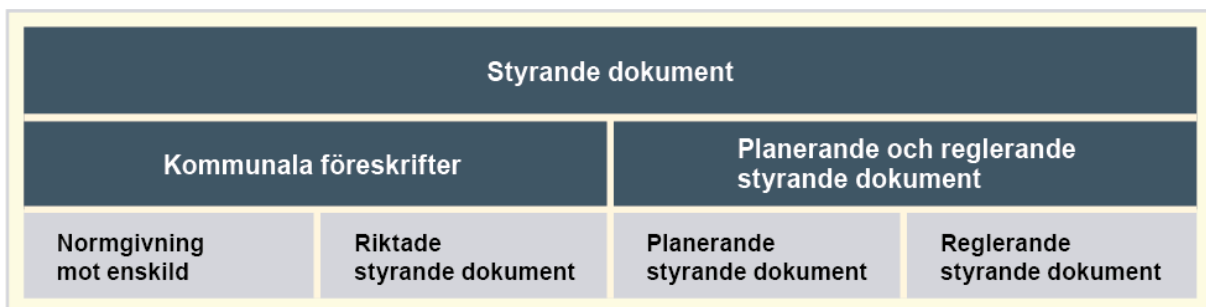 Styrande dokument
Kommunala föreskrifter
Planerande och reglerande
styrande dokument
Normgivning
mot enskild
Riktade
styrande dokument
Planerande
styrande dokument
Reglerande
styrande dokument